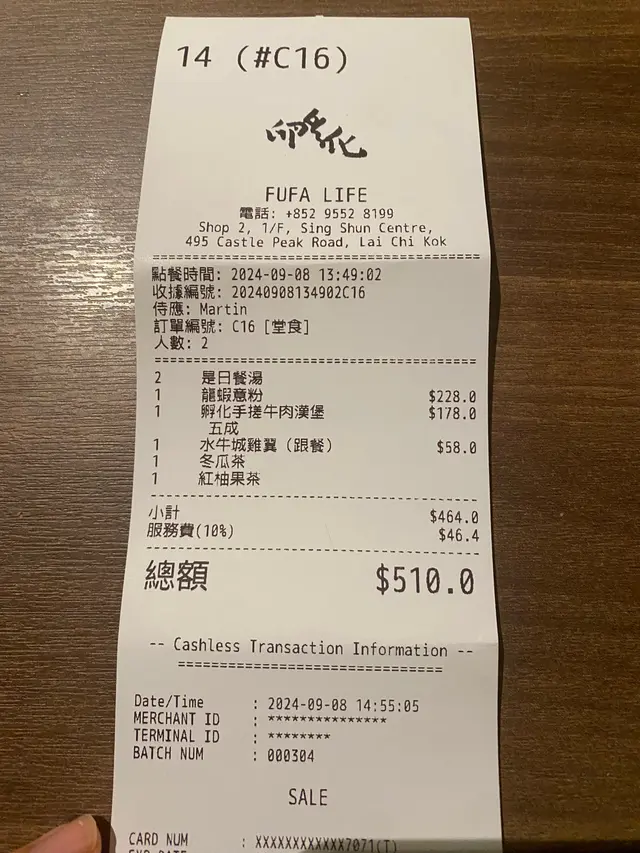 14 (#C16)
孵化
FUFA LIFE
電話: +852 9552 8199
Shop 2, 1/F, Sing Shun Centre,
495 Castle Peak Road, Lai Chi Kok
點餐時間: 2024-09-08 13:49:02
收據編號: 20240908134902C16
侍應: Martin
訂單編號: C16 [堂食]
人數: 2
2 是日餐湯
1 龍蝦意粉 $228.0
1 孵化手搓牛肉漢堡 $178.0
五成
1 水牛城雞翼 (跟餐) $58.0
1 冬瓜茶
1 紅柚果茶
小計 $464.0
服務費(10%) $46.4
總額 $510.0
-- Cashless Transaction Information --
Date/Time : 2024-09-08 14:55:05
MERCHANT ID : ***************
TERMINAL ID : ********
BATCH NUM : 000304
SALE
CARD NUM : XXXXXXXXXXXX7071(T)